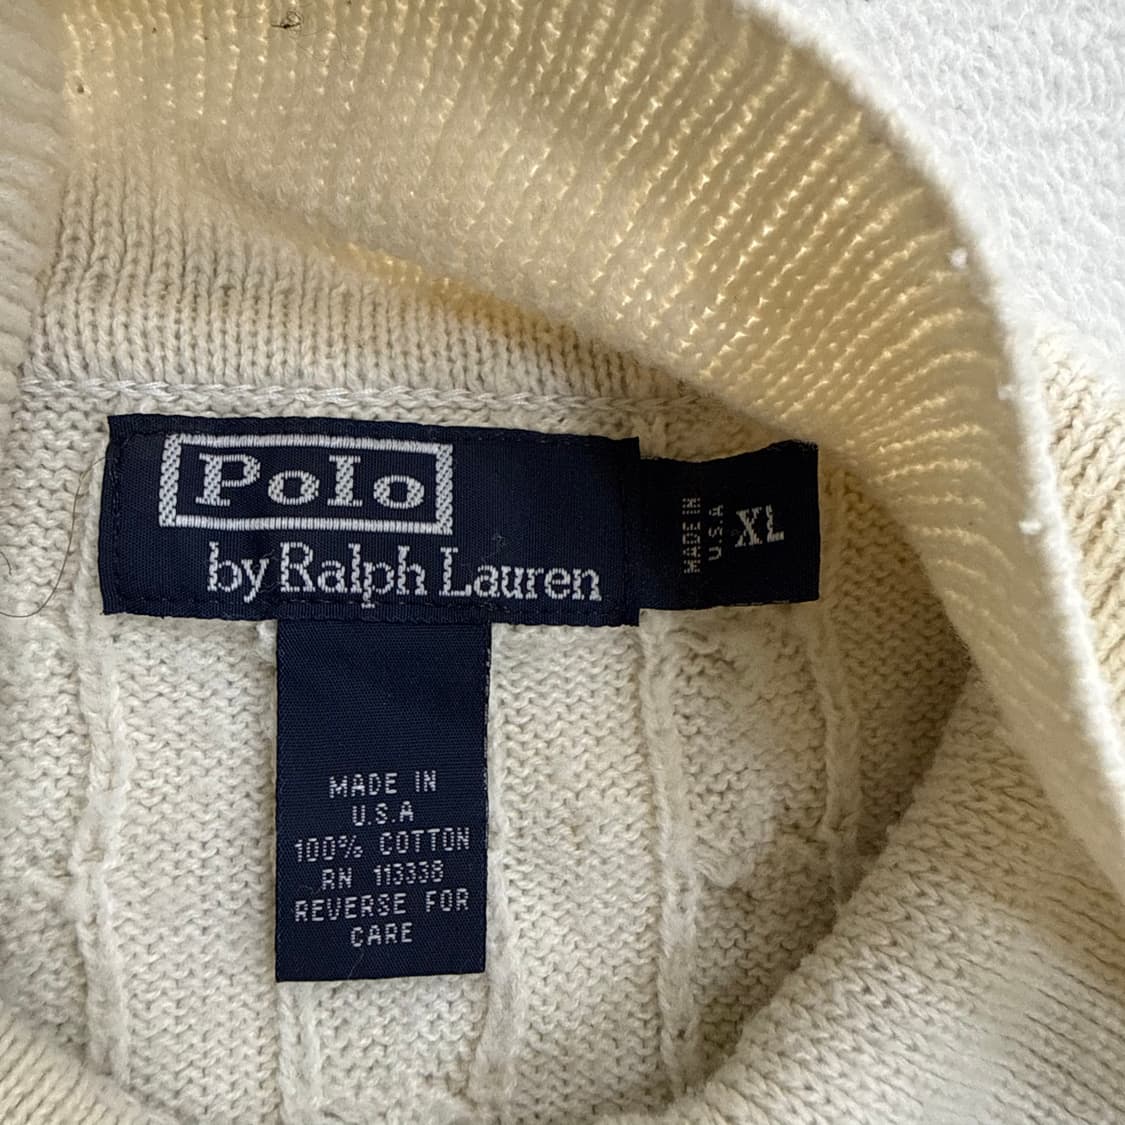 Polo
by Ralph Lauren
MADE IN
U.S.A
XL
MADE IN
U.S.A
100% COTTON
RN 113338
REVERSE FOR
CARE